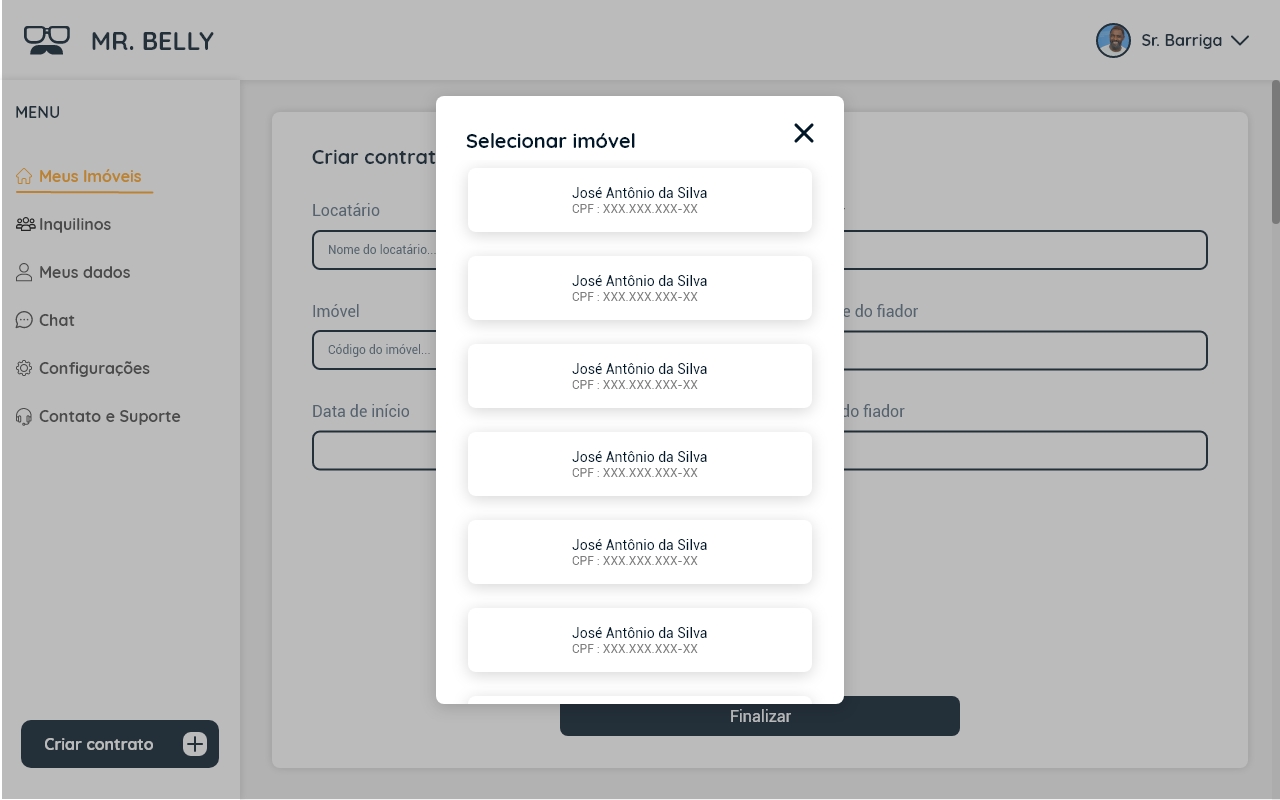 MR. BELLY
Sr. Barriga
MENU
Meus Imóveis
Inquilinos
Meus dados
Chat
Configurações
Contato e Suporte
Criar contrato
Criar contrat
Locatário
Nome do locatário...
Imóvel
Código do imóvel...
Data de início
e do fiador
do fiador
Selecionar imóvel
José Antônio da Silva
CPF : XXX.XXX.XXX-XX
José Antônio da Silva
CPF : XXX.XXX.XXX-XX
José Antônio da Silva
CPF : XXX.XXX.XXX-XX
José Antônio da Silva
CPF : XXX.XXX.XXX-XX
José Antônio da Silva
CPF : XXX.XXX.XXX-XX
José Antônio da Silva
CPF : XXX.XXX.XXX-XX
Finalizar